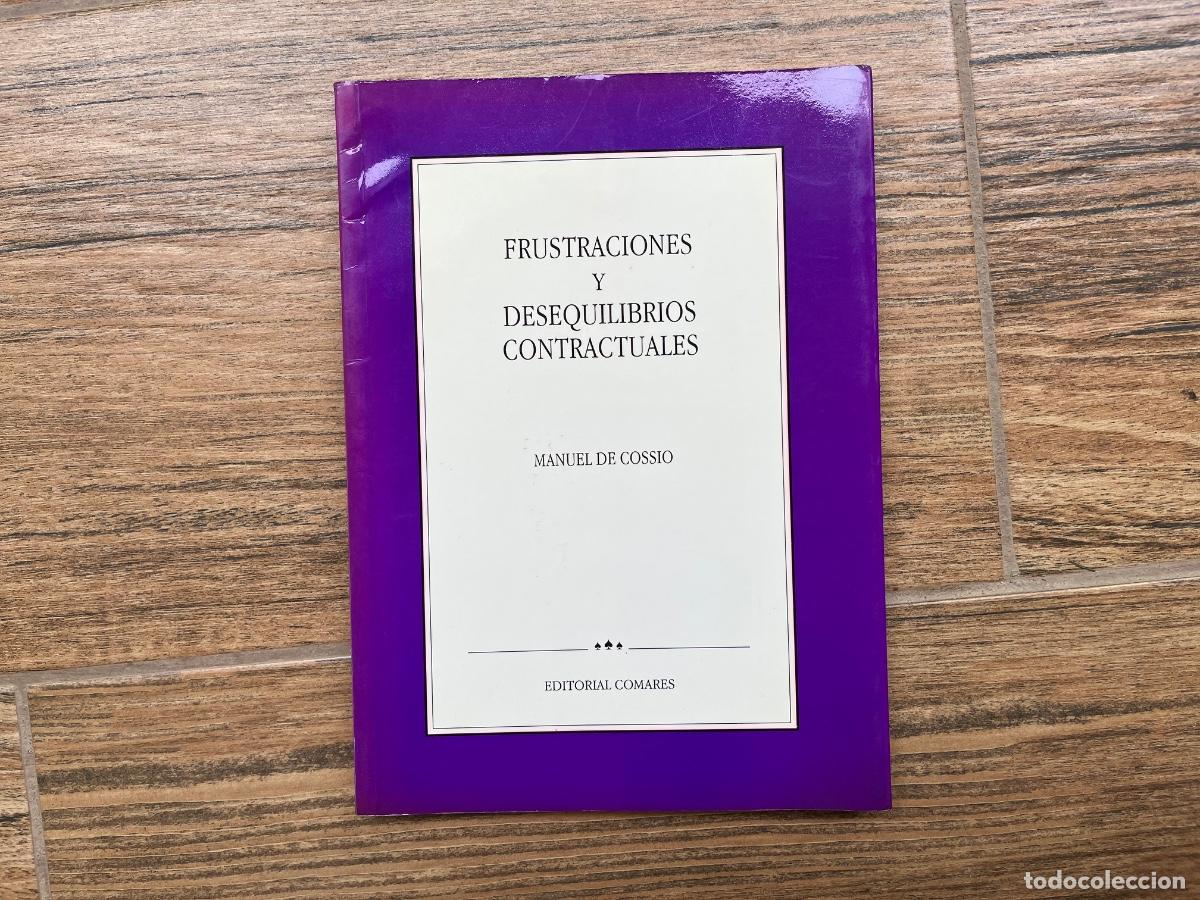 FRUSTRACIONES
Y
DESEQUILIBRIOS
CONTRACTUALES
MANUEL DE COSSIO
EDITORIAL COMARES
todocoleccion